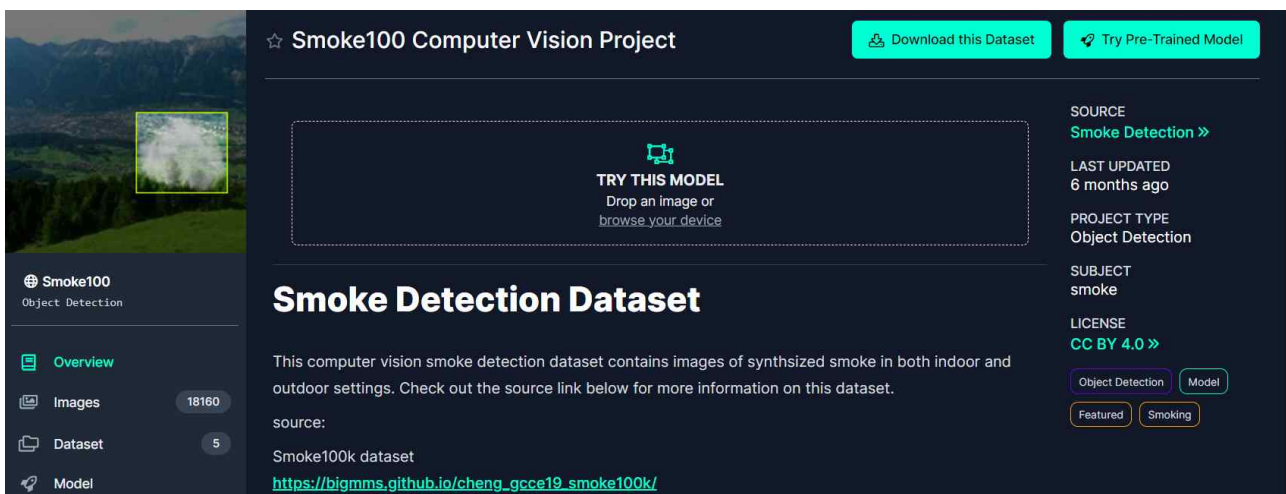 Smoke100 Computer Vision Project
Download this Dataset
Try Pre-Trained Model
TRY THIS MODEL
Drop an image or
browse your device
SOURCE
Smoke Detection »
LAST UPDATED
6 months ago
PROJECT TYPE
Object Detection
SUBJECT
smoke
LICENSE
CC BY 4.0 »
Object Detection
Model
Featured
Smoking
Smoke100
Object Detection
Overview
Images 18160
Dataset 5
Model
Smoke Detection Dataset
This computer vision smoke detection dataset contains images of synthsized smoke in both indoor and
outdoor settings. Check out the source link below for more information on this dataset.
source:
Smoke100k dataset
https://bigmms.github.io/cheng_gcce19_smoke100k/